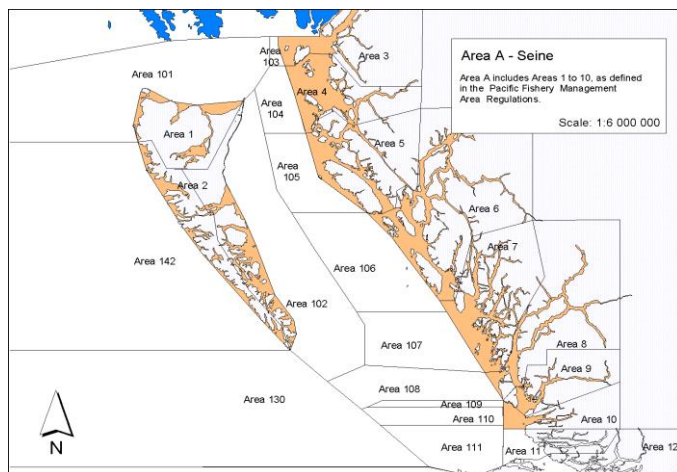 Area A - Seine
Area A includes Areas 1 to 10, as defined
in the Pacific Fishery Management
Area Regulations.
Scale: 1:6 000 000
Area 3
Area
103
Area 101
Area 4
Area
104
Area 1
Area 5
Area
105
Area 2
Area 6
Area 7
Area 142
Area 106
Area 102
Area 107
Area 8
Area 9
Area 108
Area 130
Area 109
Area 110
Area 10
Area 111
Area 11
Area 12
N